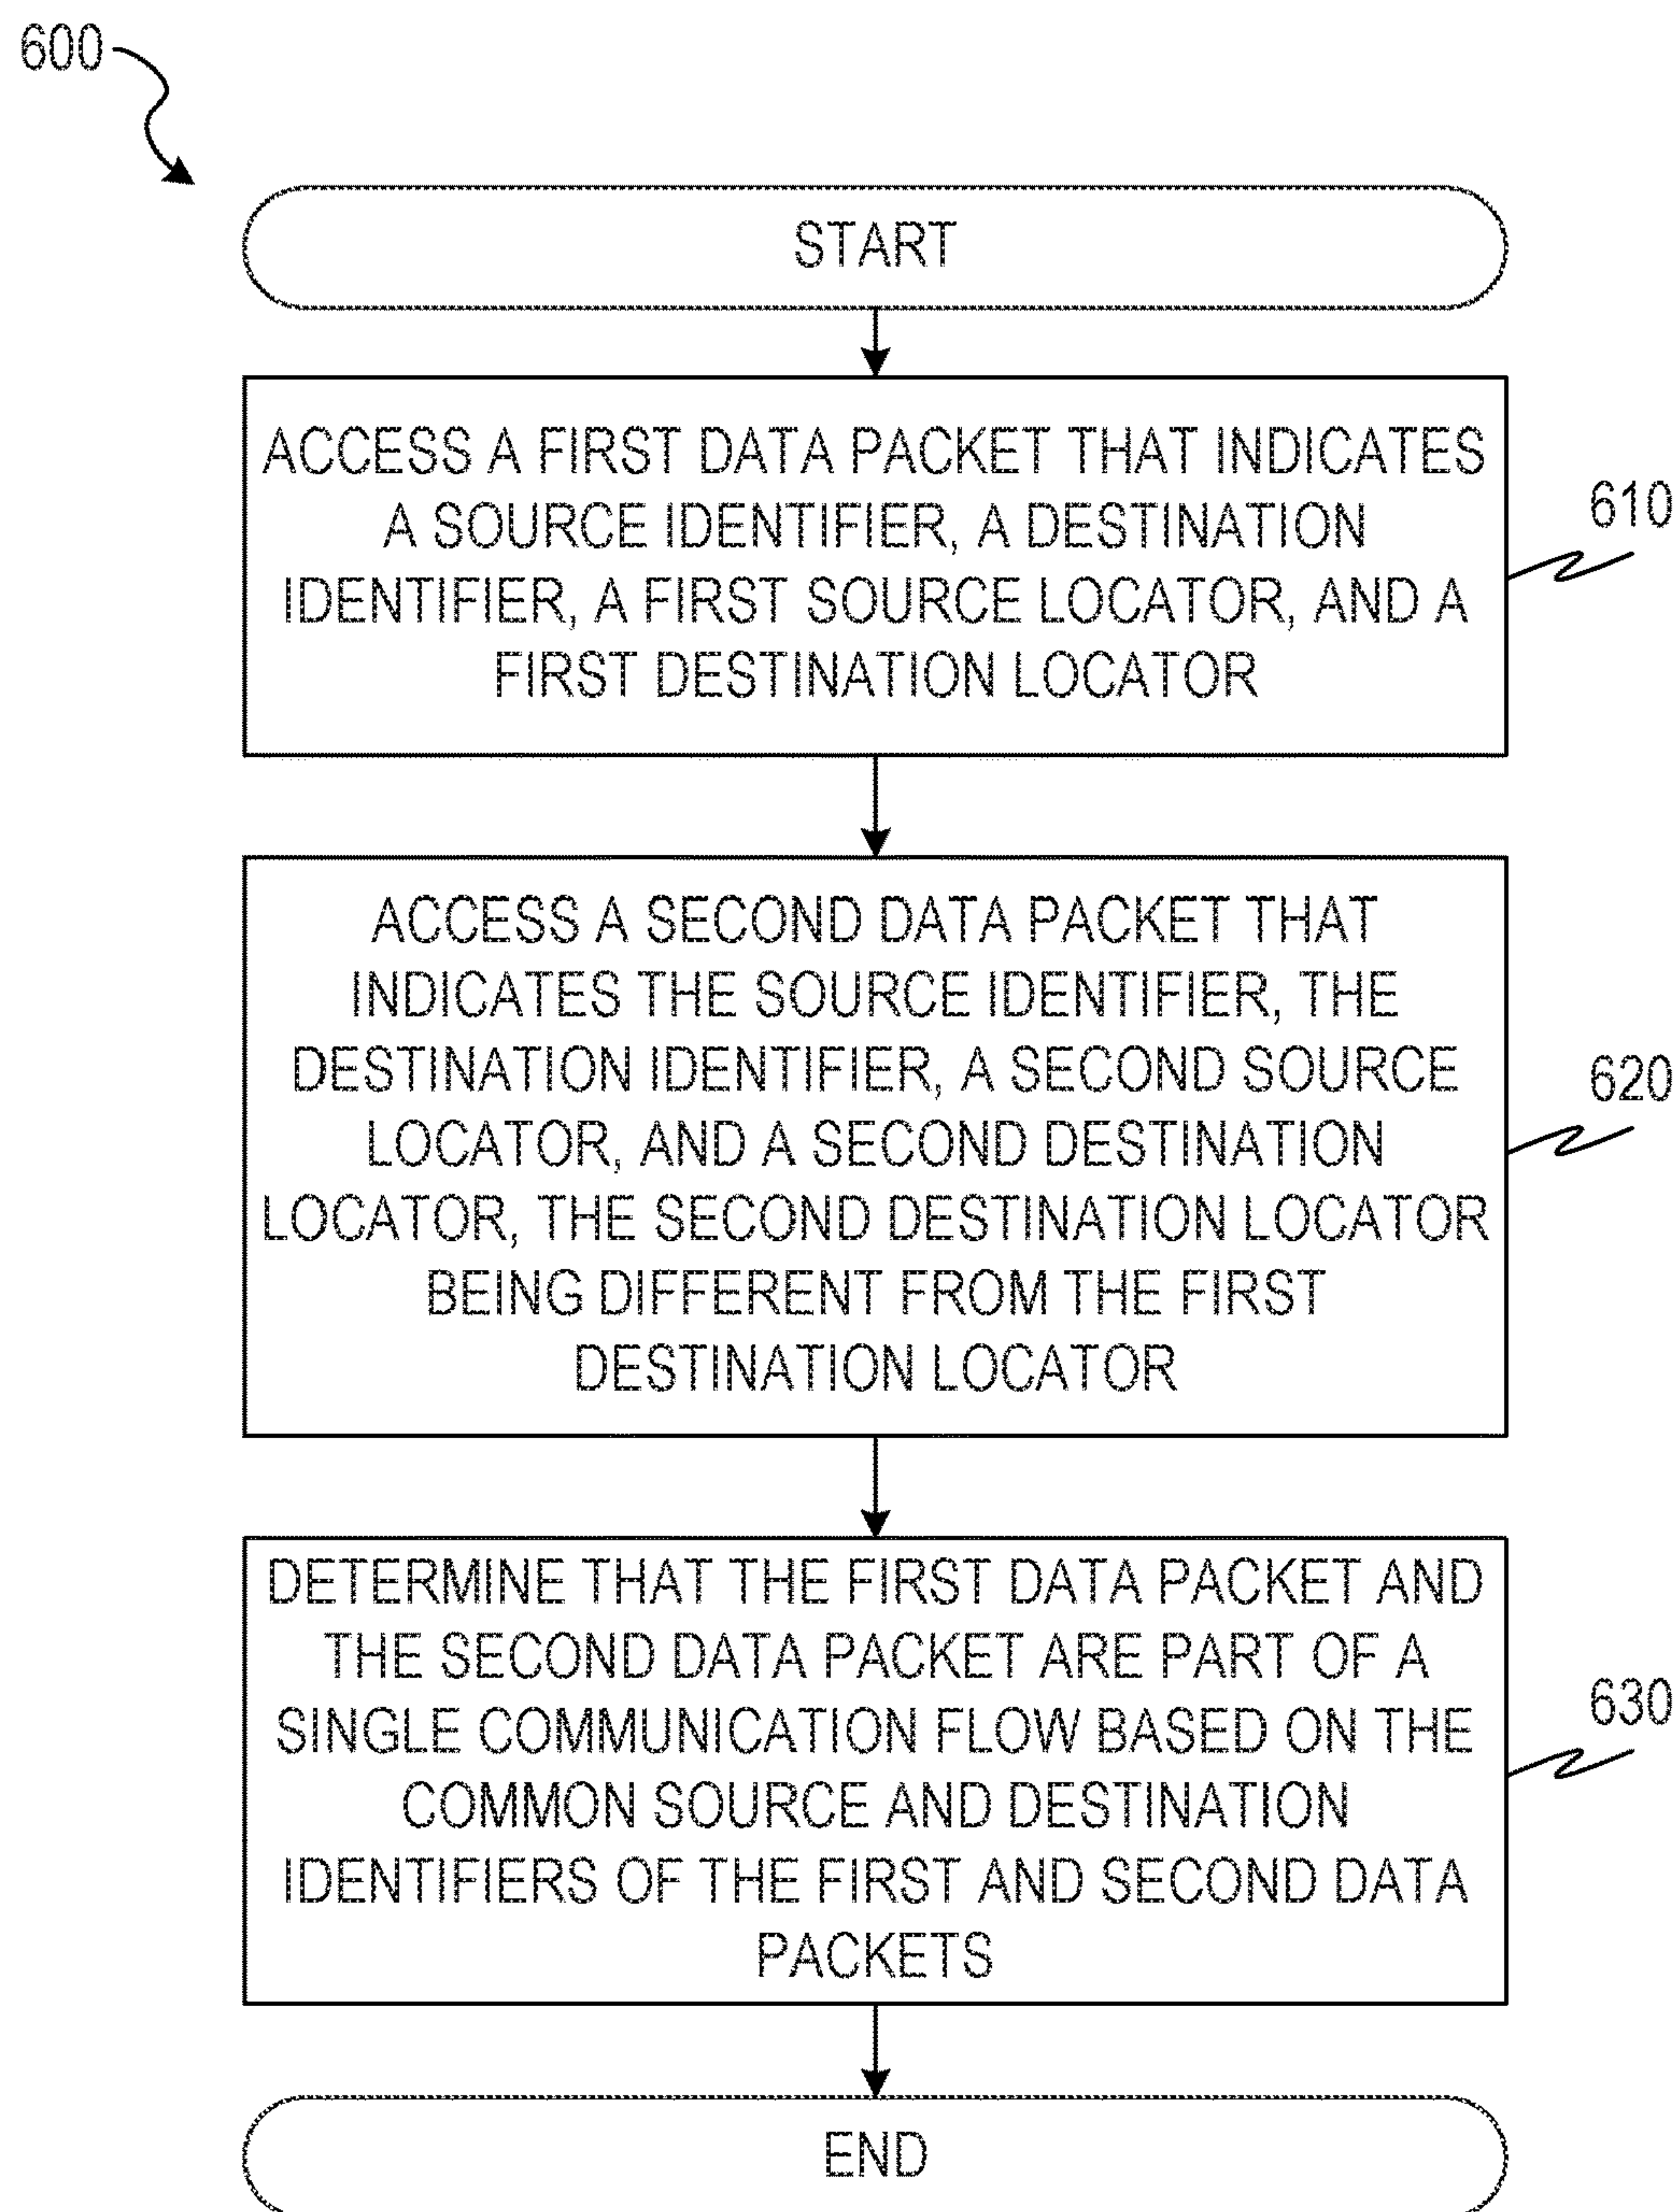 600
START
ACCESS A FIRST DATA PACKET THAT INDICATES
A SOURCE IDENTIFIER, A DESTINATION
IDENTIFIER, A FIRST SOURCE LOCATOR, AND A
FIRST DESTINATION LOCATOR
610
ACCESS A SECOND DATA PACKET THAT
INDICATES THE SOURCE IDENTIFIER, THE
DESTINATION IDENTIFIER, A SECOND SOURCE
LOCATOR, AND A SECOND DESTINATION
LOCATOR, THE SECOND DESTINATION LOCATOR
BEING DIFFERENT FROM THE FIRST
DESTINATION LOCATOR
620
DETERMINE THAT THE FIRST DATA PACKET AND
THE SECOND DATA PACKET ARE PART OF A
SINGLE COMMUNICATION FLOW BASED ON THE
COMMON SOURCE AND DESTINATION
IDENTIFIERS OF THE FIRST AND SECOND DATA
PACKETS
630
END